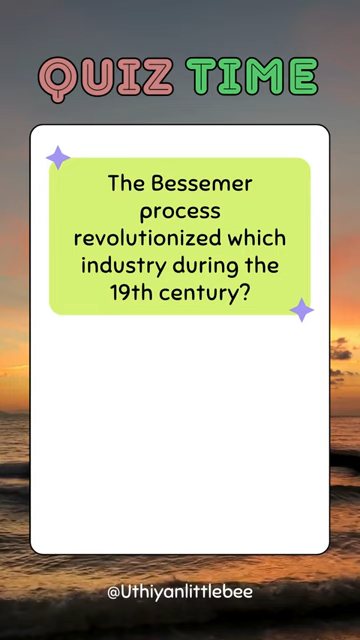 QUIZ TIME
The Bessemer
process
revolutionized which
industry during the
19th century?
@Uthiyanlittlebee